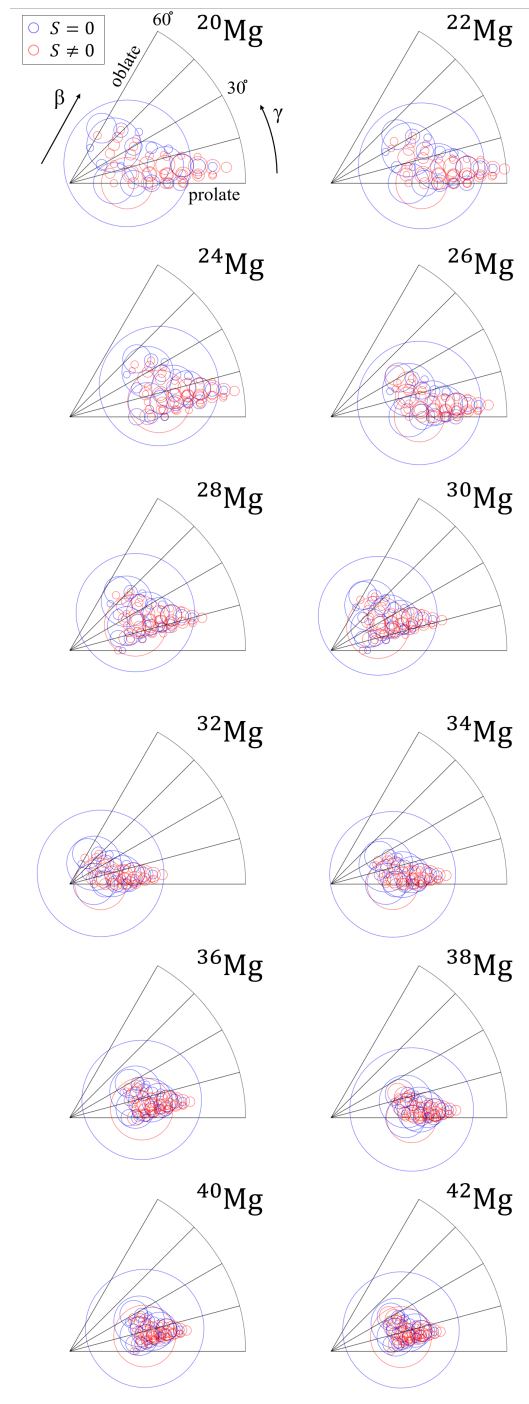 S = 0
S ≠ 0
60°
²⁰Mg
²²Mg
oblate
β
30°
γ
prolate
²⁴Mg
²⁶Mg
²⁸Mg
³⁰Mg
³²Mg
³⁴Mg
³⁶Mg
³⁸Mg
⁴⁰Mg
⁴²Mg